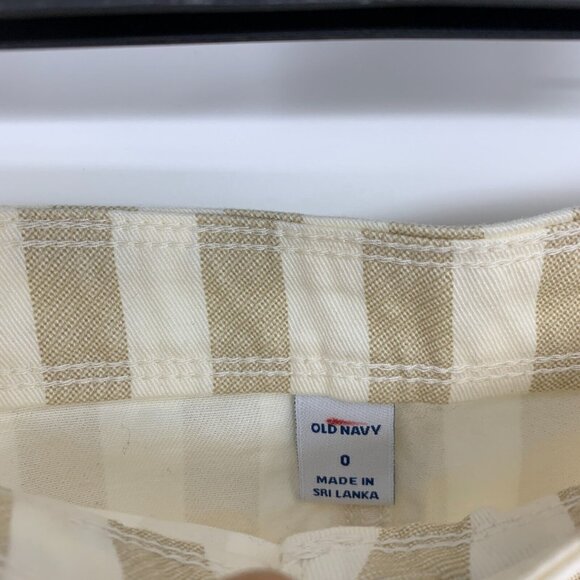 OLD NAVY
0
MADE IN
SRI LANKA